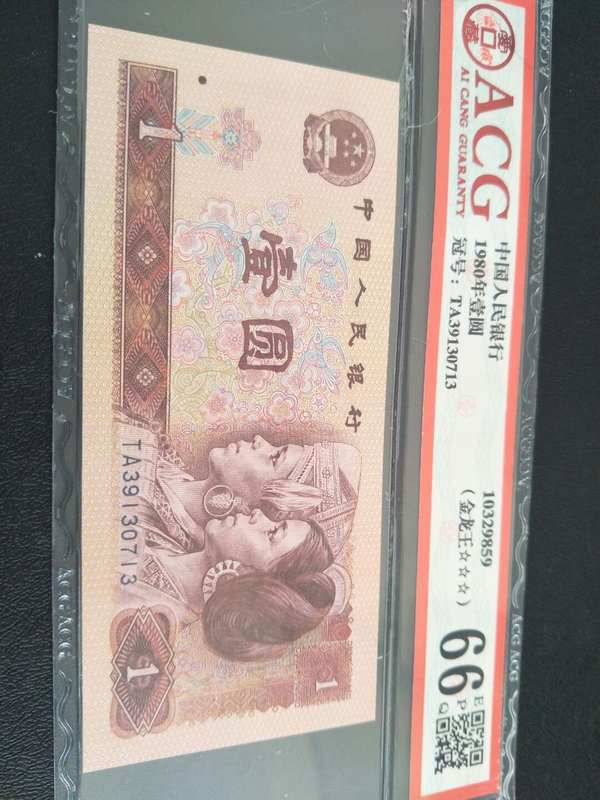 ACG
AI CANG GUARANTY
中国人民银行
1980年壹圆
冠号：TA39130713
10329859
（金龙王☆☆☆）
66
E
P
Q
中国人民银行
壹圆
1
TA39130713
1
1